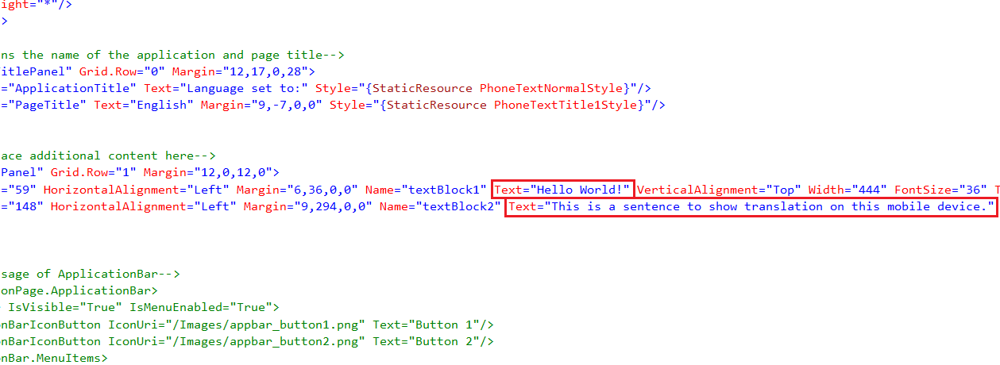 ight="*"/>
>
ns the name of the application and page title-->
itlePanel" Grid.Row="0" Margin="12,17,0,28">
="ApplicationTitle" Text="Language set to:" Style="{StaticResource PhoneTextNormalStyle}"/>
="PageTitle" Text="English" Margin="9,-7,0,0" Style="{StaticResource PhoneTextTitle1Style}"/>
ace additional content here-->
Panel" Grid.Row="1" Margin="12,0,12,0">
="59" HorizontalAlignment="Left" Margin="6,36,0,0" Name="textBlock1" Text="Hello World!" VerticalAlignment="Top" Width="444" FontSize="36" T
="148" HorizontalAlignment="Left" Margin="9,294,0,0" Name="textBlock2" Text="This is a sentence to show translation on this mobile device."
sage of ApplicationBar-->
onPage.ApplicationBar>
IsVisible="True" IsMenuEnabled="True">
nBarIconButton IconUri="/Images/appbar_button1.png" Text="Button 1"/>
nBarIconButton IconUri="/Images/appbar_button2.png" Text="Button 2"/>
nBar.MenuItems>